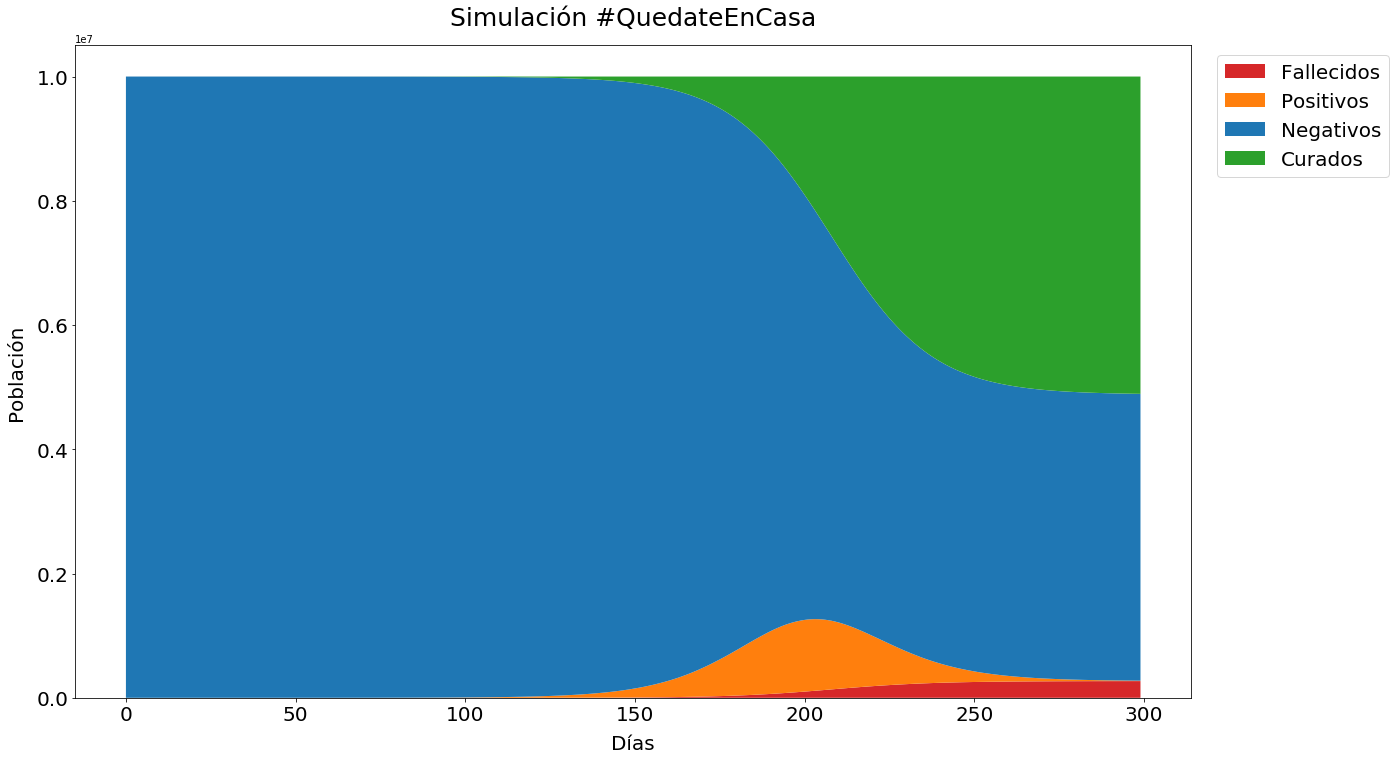 Simulación #QuedateEnCasa
1e7
1.0
0.8
0.6
0.4
0.2
0.0
Población
0 50 100 150 200 250 300
Días
Fallecidos
Positivos
Negativos
Curados